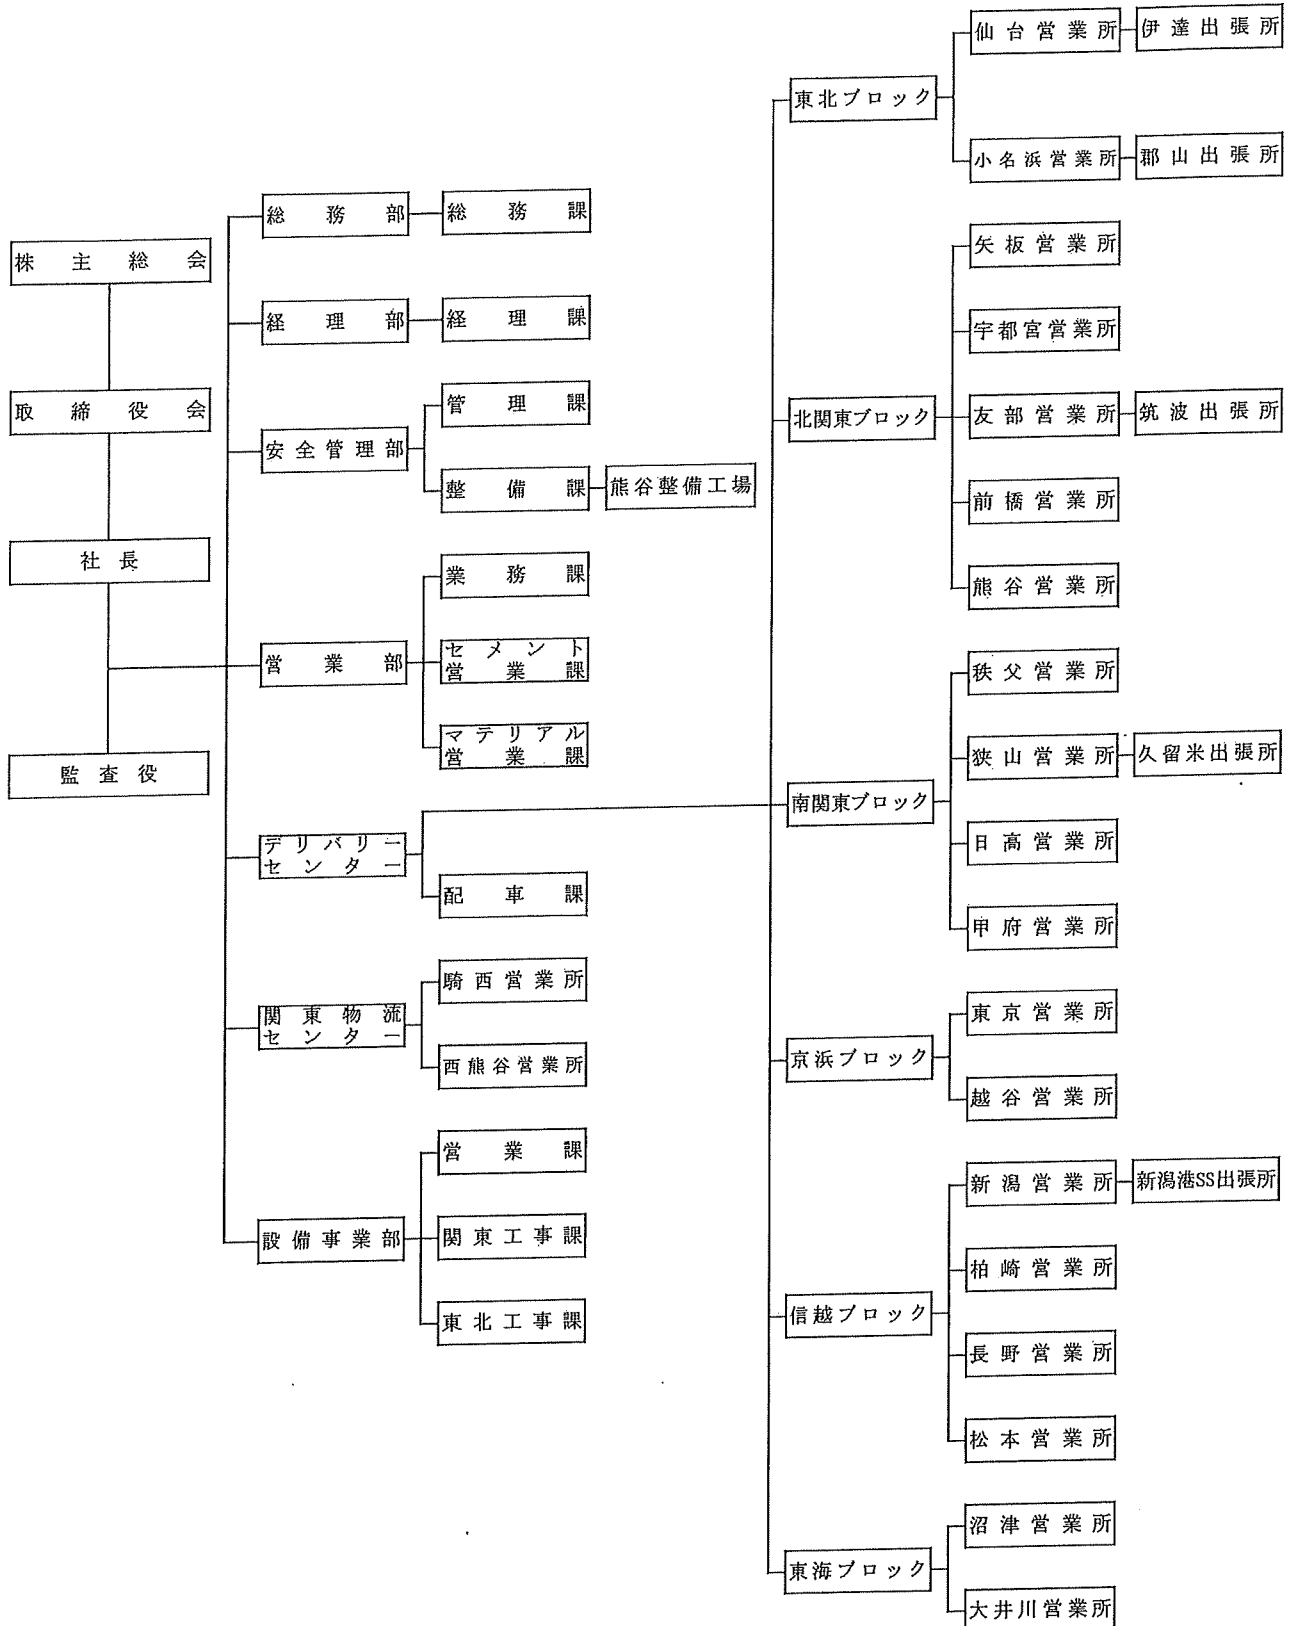 株主総会
取締役会
社長
監査役
総務部
総務課
経理部
経理課
安全管理部
管理課
整備課
熊谷整備工場
営業部
業務課
セメント
営業課
マテリアル
営業課
デリバリー
センター
配車課
関東物流
センター
騎西営業所
西熊谷営業所
設備事業部
営業課
関東工事課
東北工事課
東北ブロック
仙台営業所
伊達出張所
小名浜営業所
郡山出張所
北関東ブロック
矢板営業所
宇都宮営業所
友部営業所
筑波出張所
前橋営業所
熊谷営業所
南関東ブロック
秩父営業所
狭山営業所
久留米出張所
日高営業所
甲府営業所
京浜ブロック
東京営業所
越谷営業所
信越ブロック
新潟営業所
新潟港SS出張所
柏崎営業所
長野営業所
松本営業所
東海ブロック
沼津営業所
大井川営業所